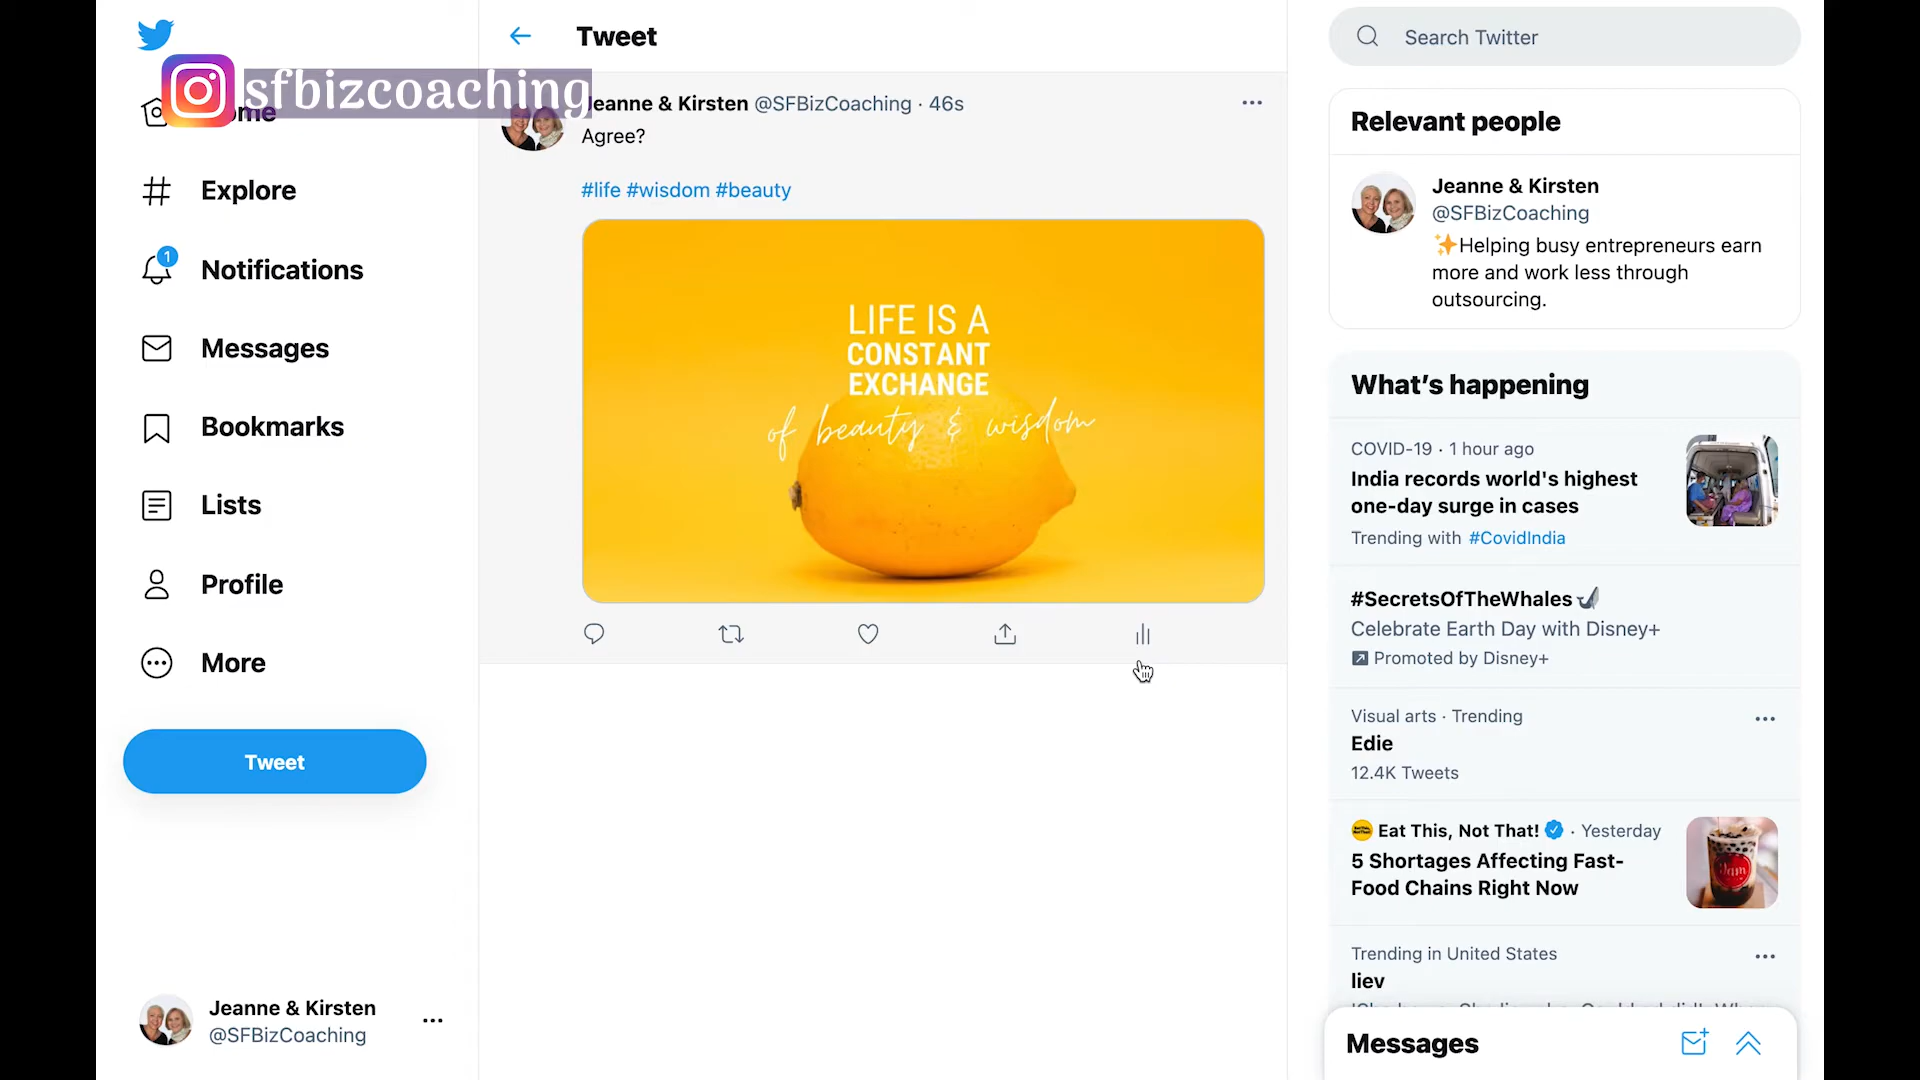 sfbizcoaching
Home
Explore
1
Notifications
Messages
Bookmarks
Lists
Profile
More
Tweet
Jeanne & Kirsten
@SFBizCoaching
Tweet
Jeanne & Kirsten @SFBizCoaching · 46s
Agree?
#life #wisdom #beauty
LIFE IS A
CONSTANT
EXCHANGE
of beauty & wisdom
Search Twitter
Relevant people
Jeanne & Kirsten
@SFBizCoaching
✨Helping busy entrepreneurs earn
more and work less through
outsourcing.
What's happening
COVID-19 · 1 hour ago
India records world's highest
one-day surge in cases
Trending with #CovidIndia
#SecretsOfTheWhales
Celebrate Earth Day with Disney+
Promoted by Disney+
Visual arts · Trending
Edie
12.4K Tweets
Eat This, Not That! · Yesterday
5 Shortages Affecting Fast-
Food Chains Right Now
Jam
Trending in United States
liev
Messages